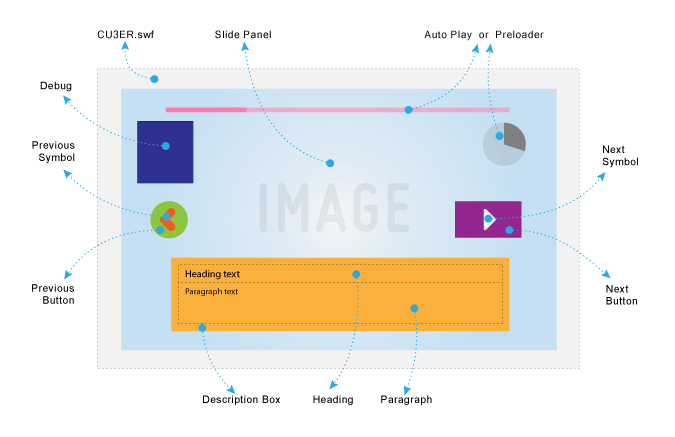 CU3ER.swf
Slide Panel
Auto Play or Preloader
Debug
Previous
Symbol
Next
Symbol
IMAGE
Previous
Button
Heading text
Paragraph text
Next
Button
Description Box
Heading
Paragraph